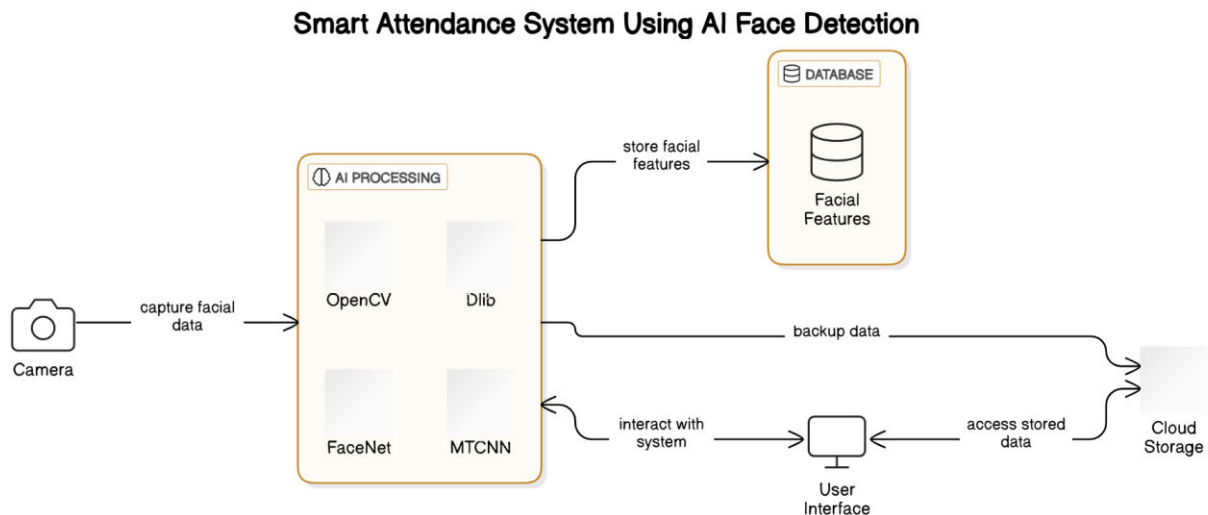 Smart Attendance System Using AI Face Detection
DATABASE
Facial
Features
store facial
features
AI PROCESSING
OpenCV
Dlib
FaceNet
MTCNN
capture facial
data
Camera
backup data
interact with
system
User
Interface
access stored
data
Cloud
Storage